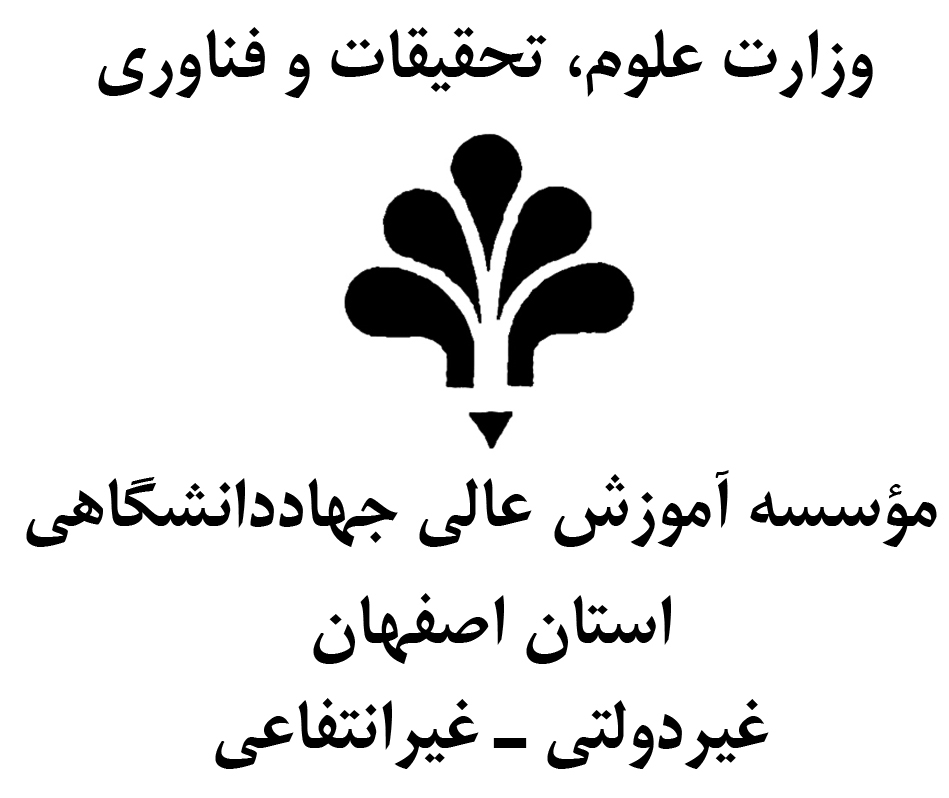 وزارت علوم، تحقیقات و فناوری
مؤسسه آموزش عالی جهاددانشگاهی
استان اصفهان
غیردولتی ـ غیرانتفاعی